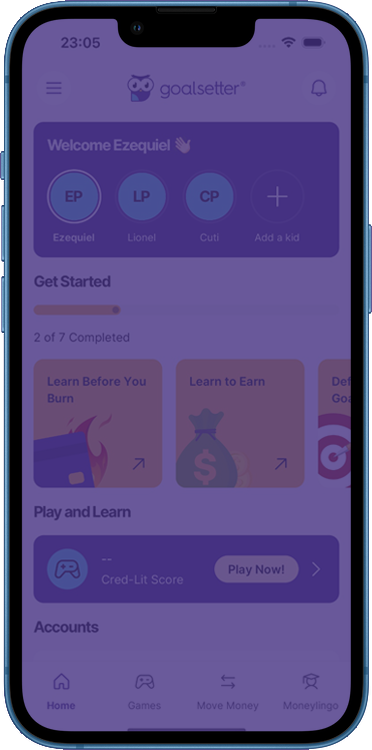 23:05
goalsetter®
Welcome Ezequiel 👋
EP
LP
CP
Ezequiel
Lionel
Cuti
Add a kid
Get Started
2 of 7 Completed
Learn Before You
Burn
Learn to Earn
Def
Goa
$
Play and Learn
--
Cred-Lit Score
Play Now!
Accounts
Home
Games
Move Money
Moneylingo